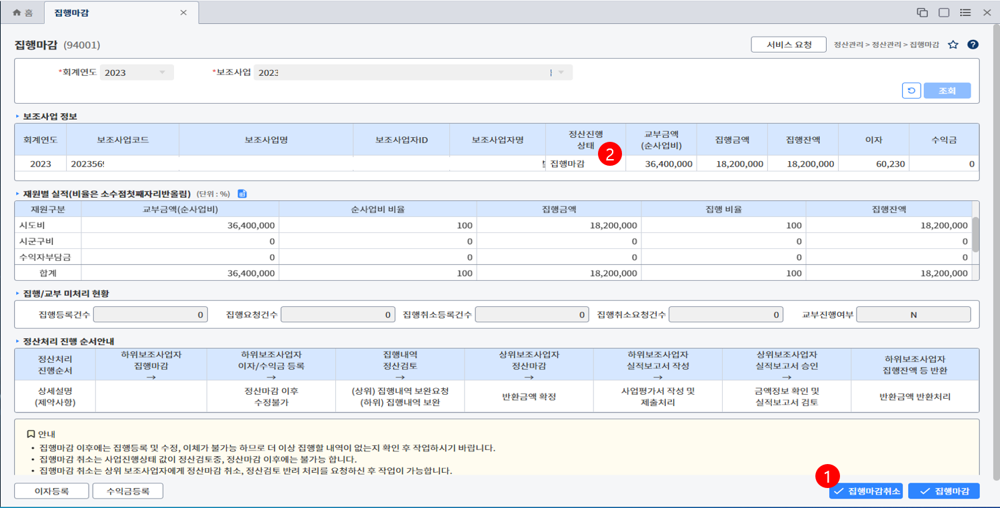 홈 집행마감
집행마감 (94001) 서비스 요청 정산관리 > 정산관리 > 집행마감
*회계연도 2023 *보조사업 2023
조회
보조사업 정보
회계연도 보조사업코드 보조사업명 보조사업자ID 보조사업자명 정산진행 상태 교부금액 (순사업비) 집행금액 집행잔액 이자 수익금
2023 202356 집행마감 2 36,400,000 18,200,000 18,200,000 60,230 0
재원별 실적(비율은 소수점첫째자리반올림) (단위 : %)
재원구분 교부금액(순사업비) 순사업비 비율 집행금액 집행 비율 집행잔액
시도비 36,400,000 100 18,200,000 100 18,200,000
시군구비 0 0 0 0 0
수익자부담금 0 0 0 0 0
합계 36,400,000 100 18,200,000 100 18,200,000
집행/교부 미처리 현황
집행등록건수 0 집행요청건수 0 집행취소등록건수 0 집행취소요청건수 0 교부진행여부 N
정산처리 진행 순서안내
정산처리 진행순서 하위보조사업자 집행마감 → 하위보조사업자 이자/수익금 등록 → 집행내역 정산검토 → 상위보조사업자 정산마감 → 하위보조사업자 실적보고서 작성 → 상위보조사업자 실적보고서 승인 → 하위보조사업자 집행잔액 등 반환
상세설명 (제약사항) 정산마감 이후 수정불가 (상위) 집행내역 보완요청 (하위) 집행내역 보완 반환금액 확정 사업평가서 작성 및 제출처리 금액정보 확인 및 실적보고서 검토 반환금액 반환처리
안내
• 집행마감 이후에는 집행등록 및 수정, 이체가 불가능 하므로 더 이상 집행할 내역이 없는지 확인 후 작업하시기 바랍니다.
• 집행마감 취소는 사업진행상태 값이 정산검토중, 정산마감 이후에는 불가능 합니다.
• 집행마감 취소는 상위 보조사업자에게 정산마감 취소, 정산검토 반려 처리를 요청하신 후 작업이 가능합니다.
1
이자등록 수익금등록 집행마감취소 집행마감